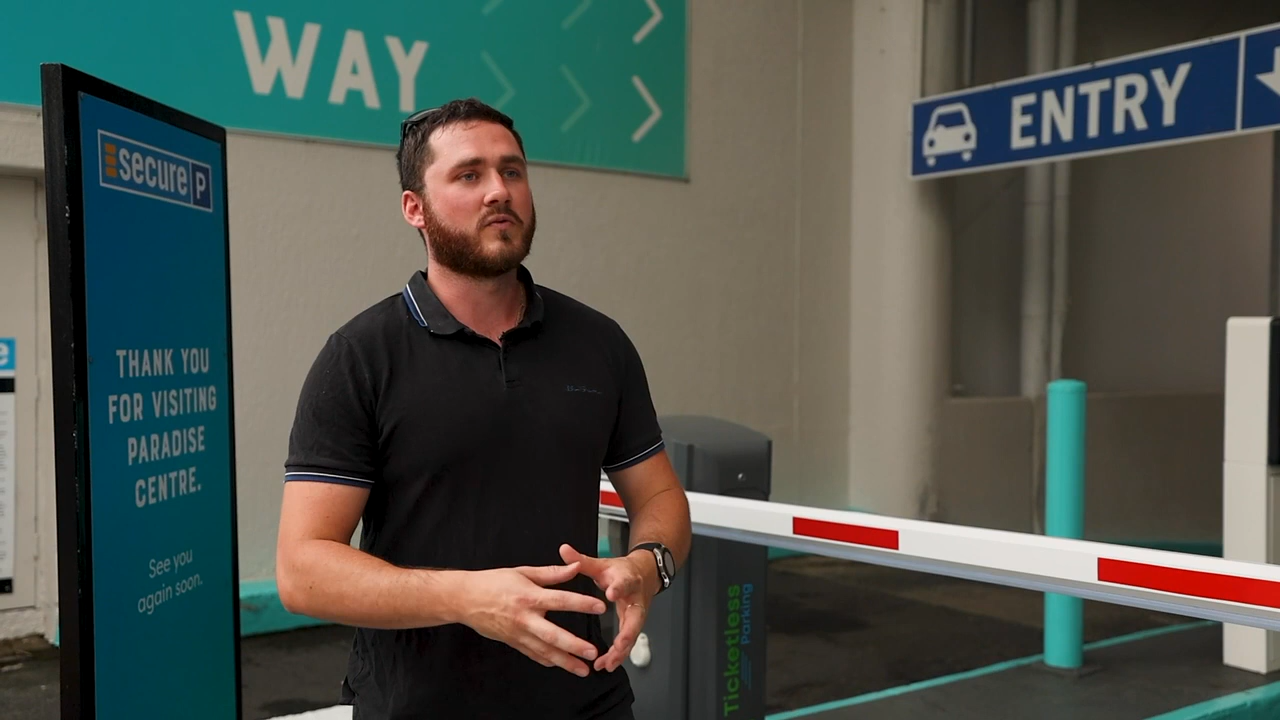 WAY
ENTRY
secure P
THANK YOU
FOR VISITING
PARADISE
CENTRE.
See you
again soon.
Ticketless
Parking